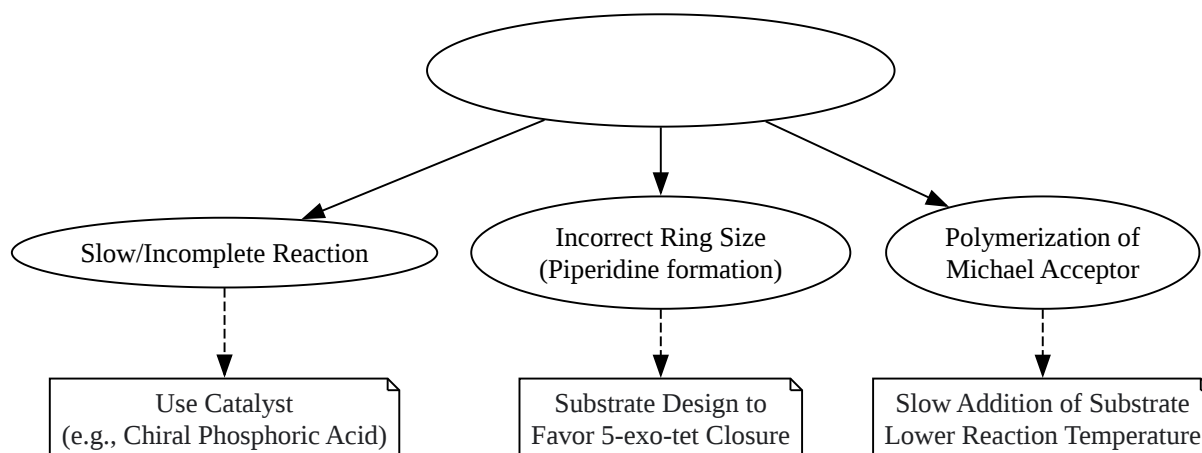 Slow/Incomplete Reaction
Incorrect Ring Size
(Piperidine formation)
Polymerization of
Michael Acceptor
Use Catalyst
(e.g., Chiral Phosphoric Acid)
Substrate Design to
Favor 5-exo-tet Closure
Slow Addition of Substrate
Lower Reaction Temperature